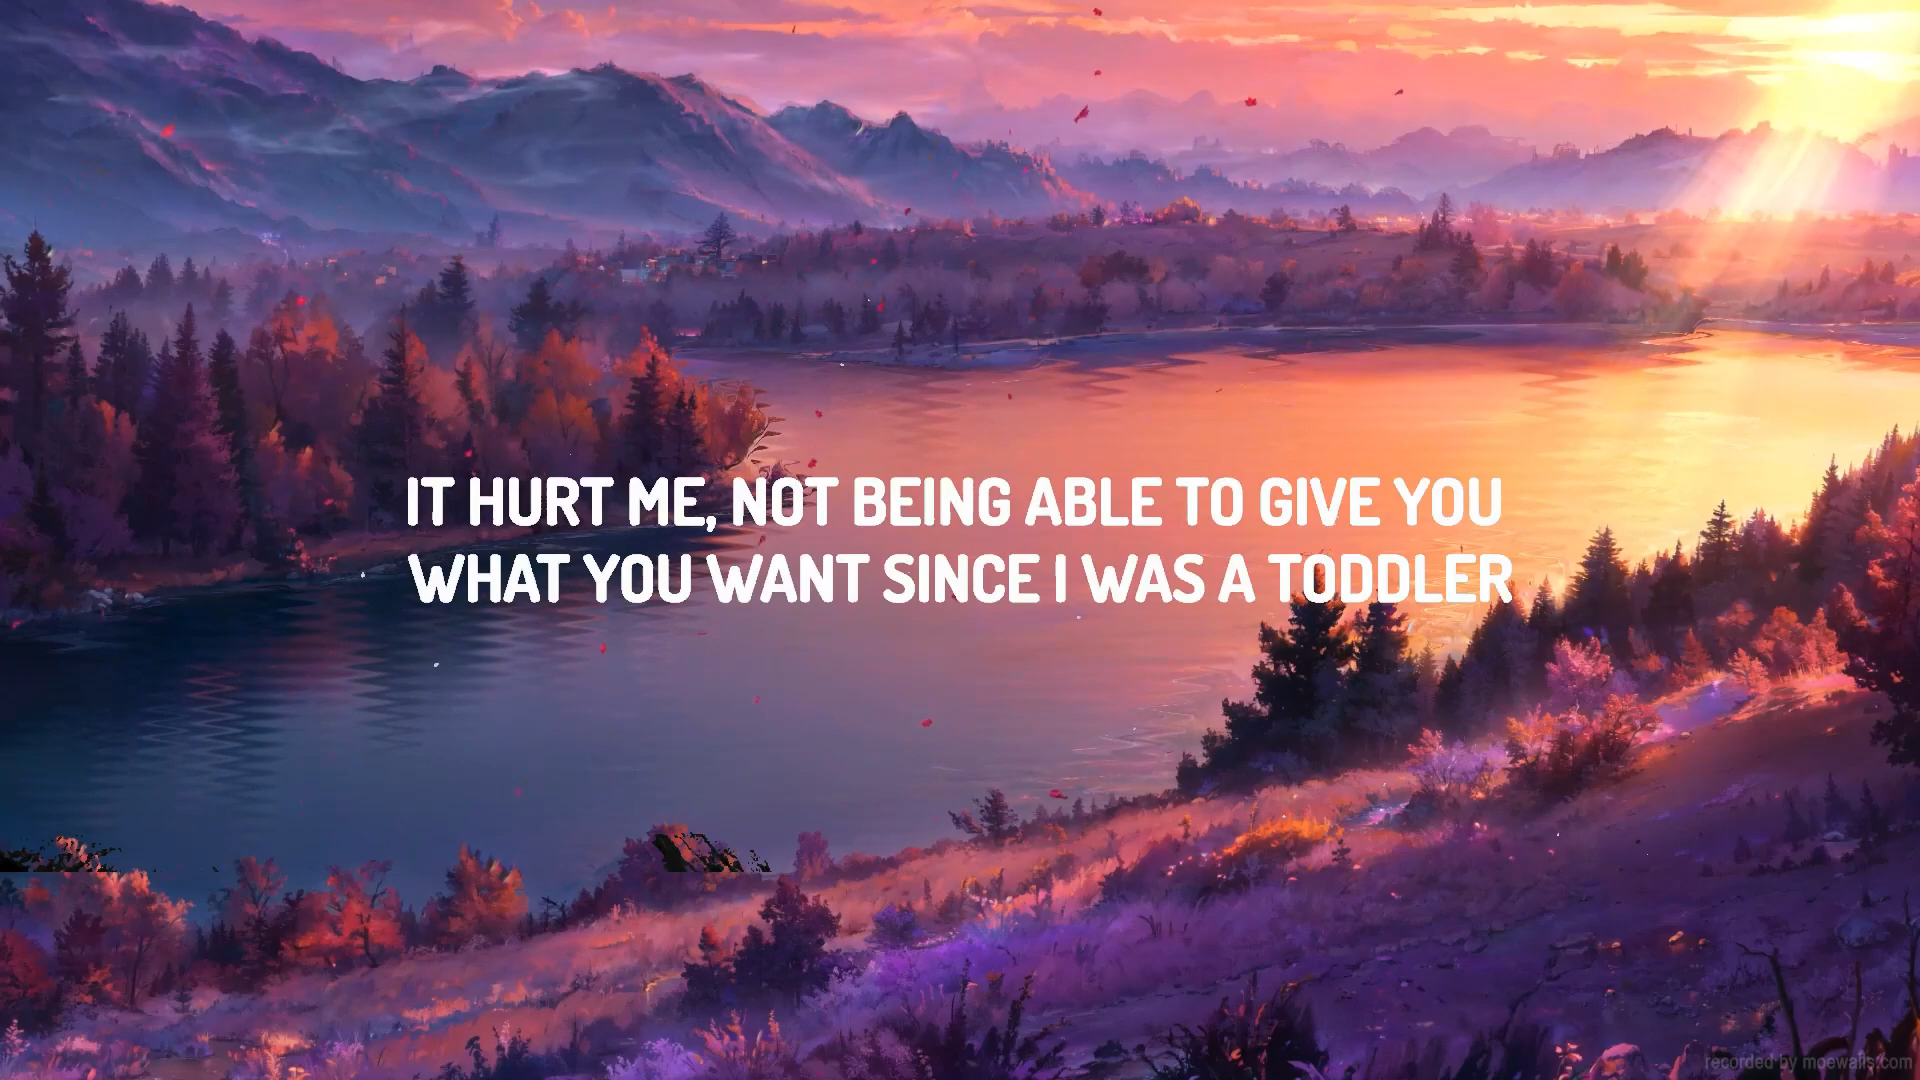 IT HURT ME, NOT BEING ABLE TO GIVE YOU
WHAT YOU WANT SINCE I WAS A TODDLER
recorded by moewalls.com